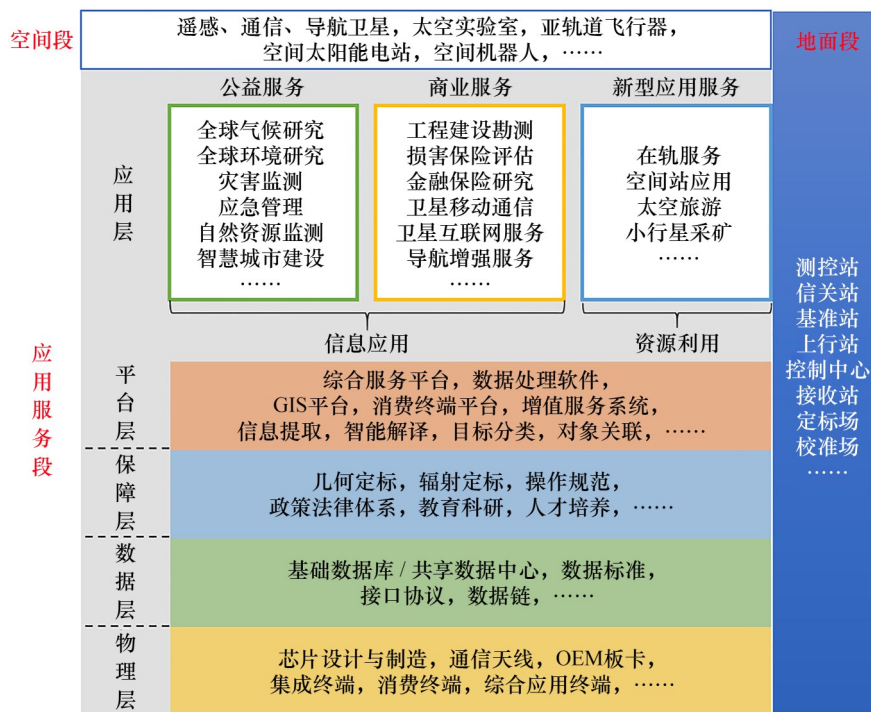 空间段
遥感、通信、导航卫星，太空实验室，亚轨道飞行器，
空间太阳能电站，空间机器人，……
地面段
公益服务
商业服务
新型应用服务
应用层
全球气候研究
全球环境研究
灾害监测
应急管理
自然资源监测
智慧城市建设
……
工程建设勘测
损害保险评估
金融保险研究
卫星移动通信
卫星互联网服务
导航增强服务
……
在轨服务
空间站应用
太空旅游
小行星采矿
……
信息应用
资源利用
应用服务段
平台层
综合服务平台，数据处理软件，
GIS平台，消费终端平台，增值服务系统，
信息提取，智能解译，目标分类，对象关联，……
保障层
几何定标，辐射定标，操作规范，
政策法律体系，教育科研，人才培养，……
数据层
基础数据库 / 共享数据中心，数据标准，
接口协议，数据链，……
物理层
芯片设计与制造，通信天线，OEM板卡，
集成终端，消费终端，综合应用终端，……
测控站
信关站
基准站
上行站
控制中心
接收站
定标场
校准场
……